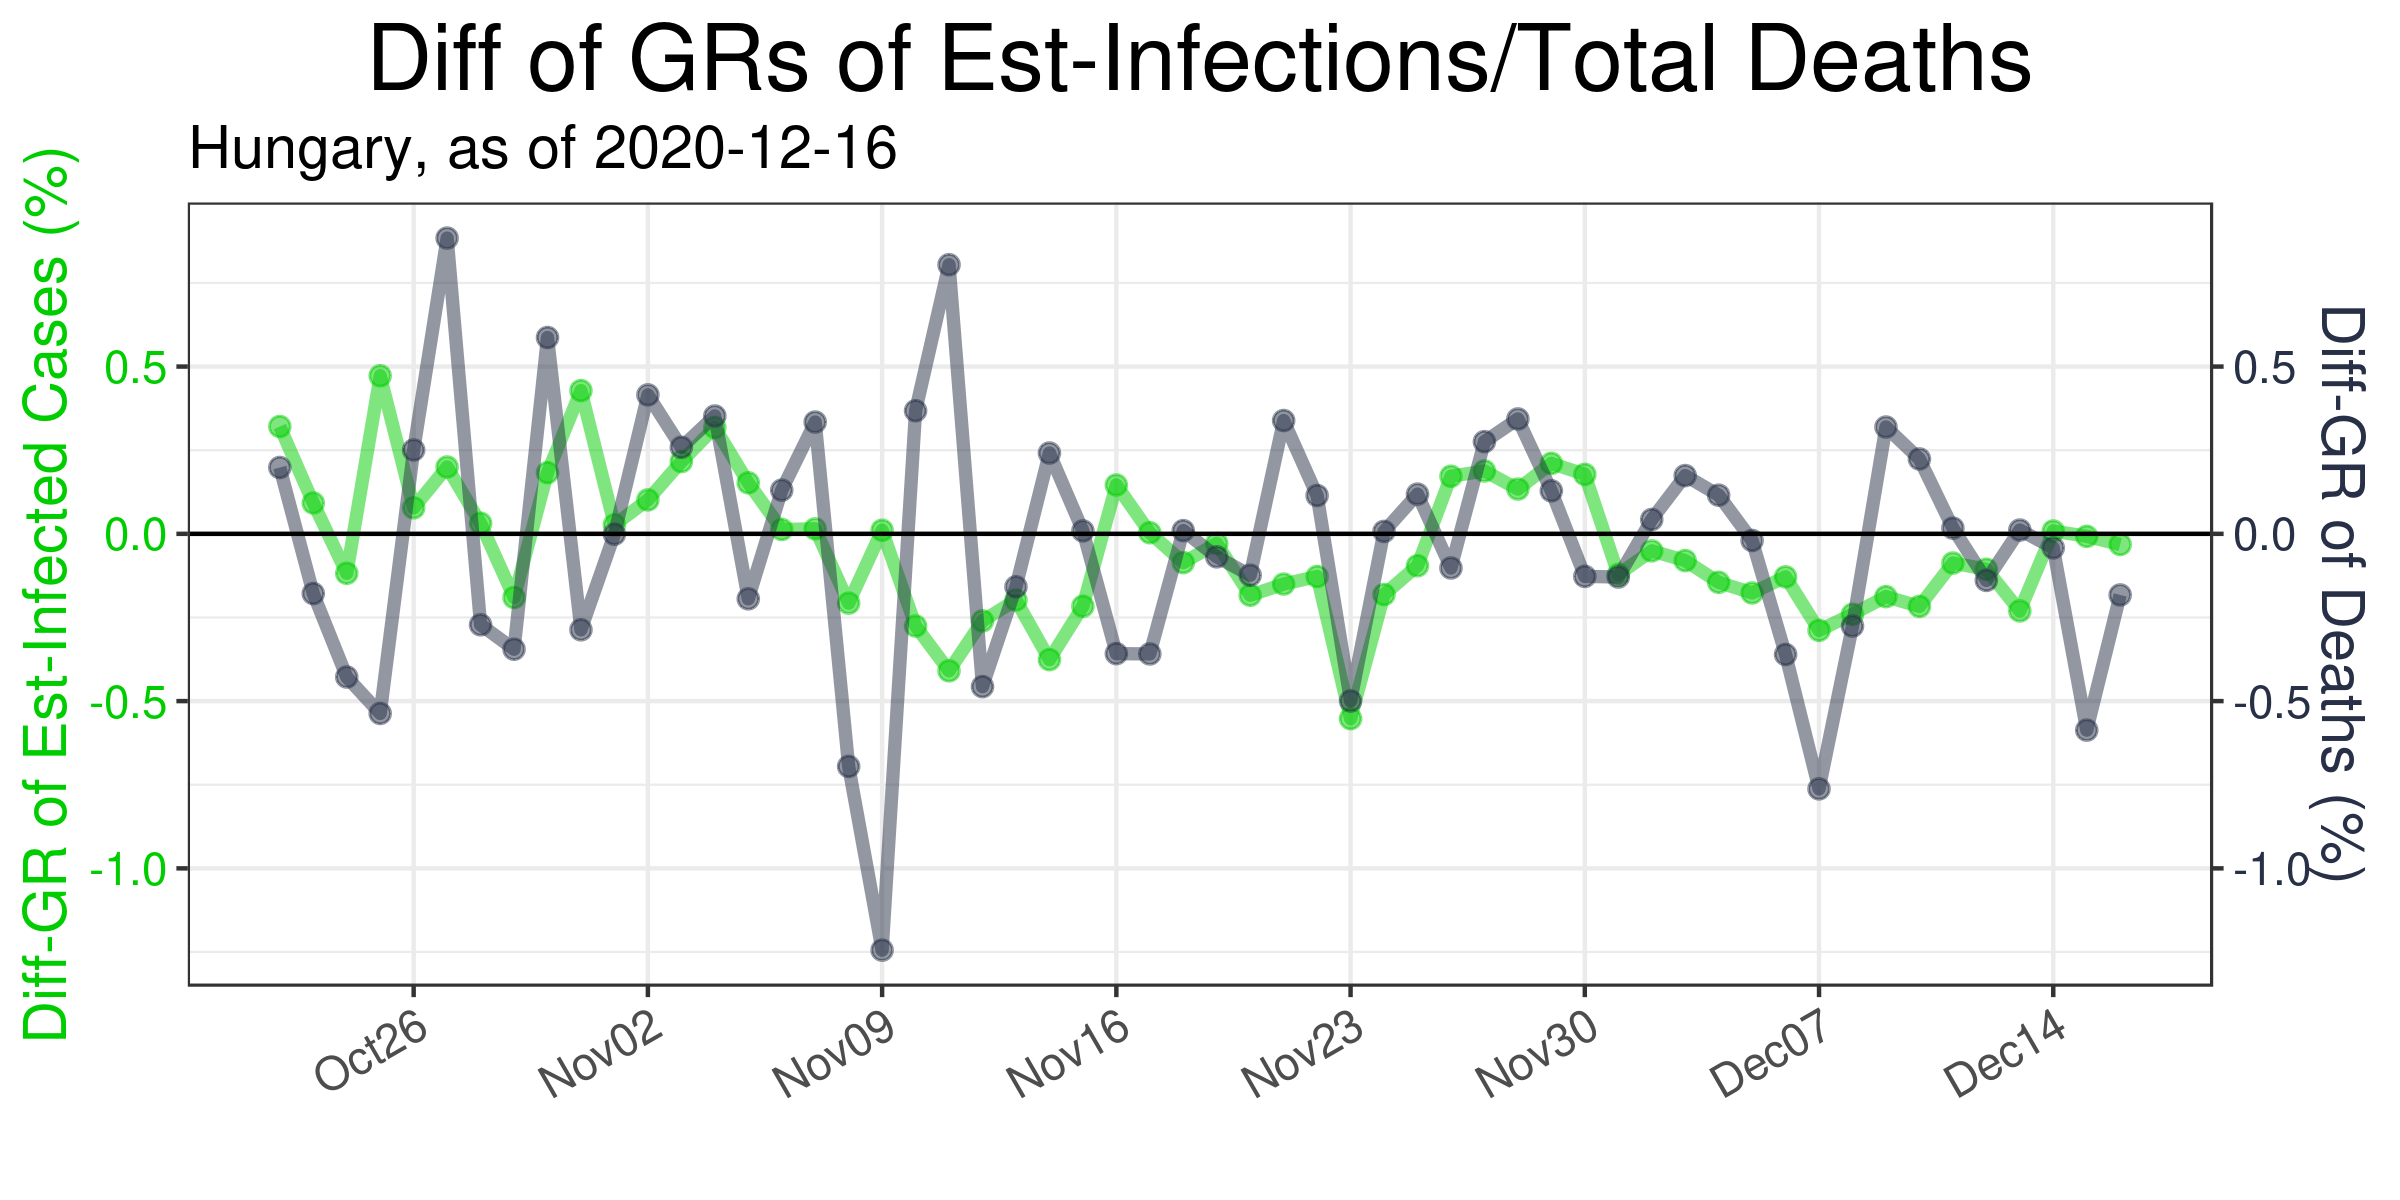 Diff of GRs of Est-Infections/Total Deaths
Hungary, as of 2020-12-16
Diff-GR of Est-Infected Cases (%)
0.5
0.0
-0.5
-1.0
0.5
0.0
-0.5
-1.0
Diff-GR of Deaths (%)
Oct26
Nov02
Nov09
Nov16
Nov23
Nov30
Dec07
Dec14